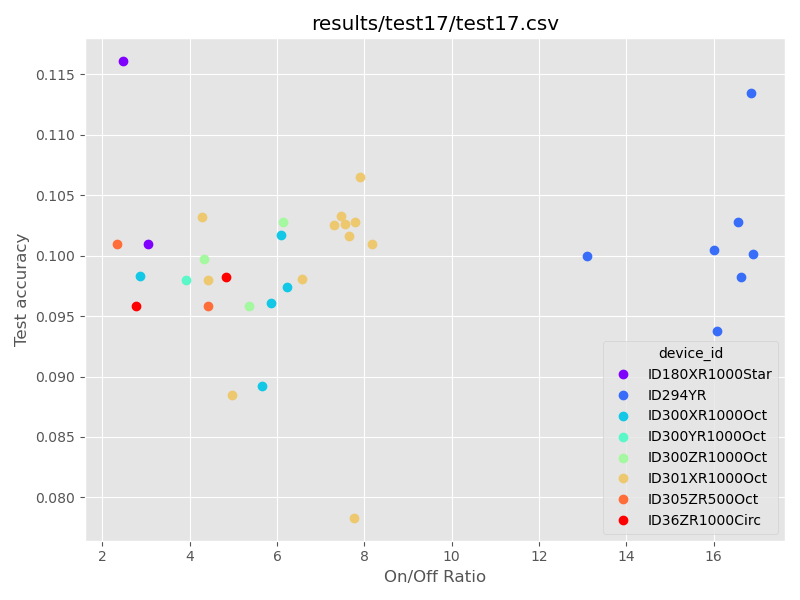 results/test17/test17.csv
0.115
0.110
0.105
0.100
0.095
0.090
0.085
0.080
Test accuracy
device_id
ID180XR1000Star
ID294YR
ID300XR1000Oct
ID300YR1000Oct
ID300ZR1000Oct
ID301XR1000Oct
ID305ZR500Oct
ID36ZR1000Circ
2 4 6 8 10 12 14 16
On/Off Ratio